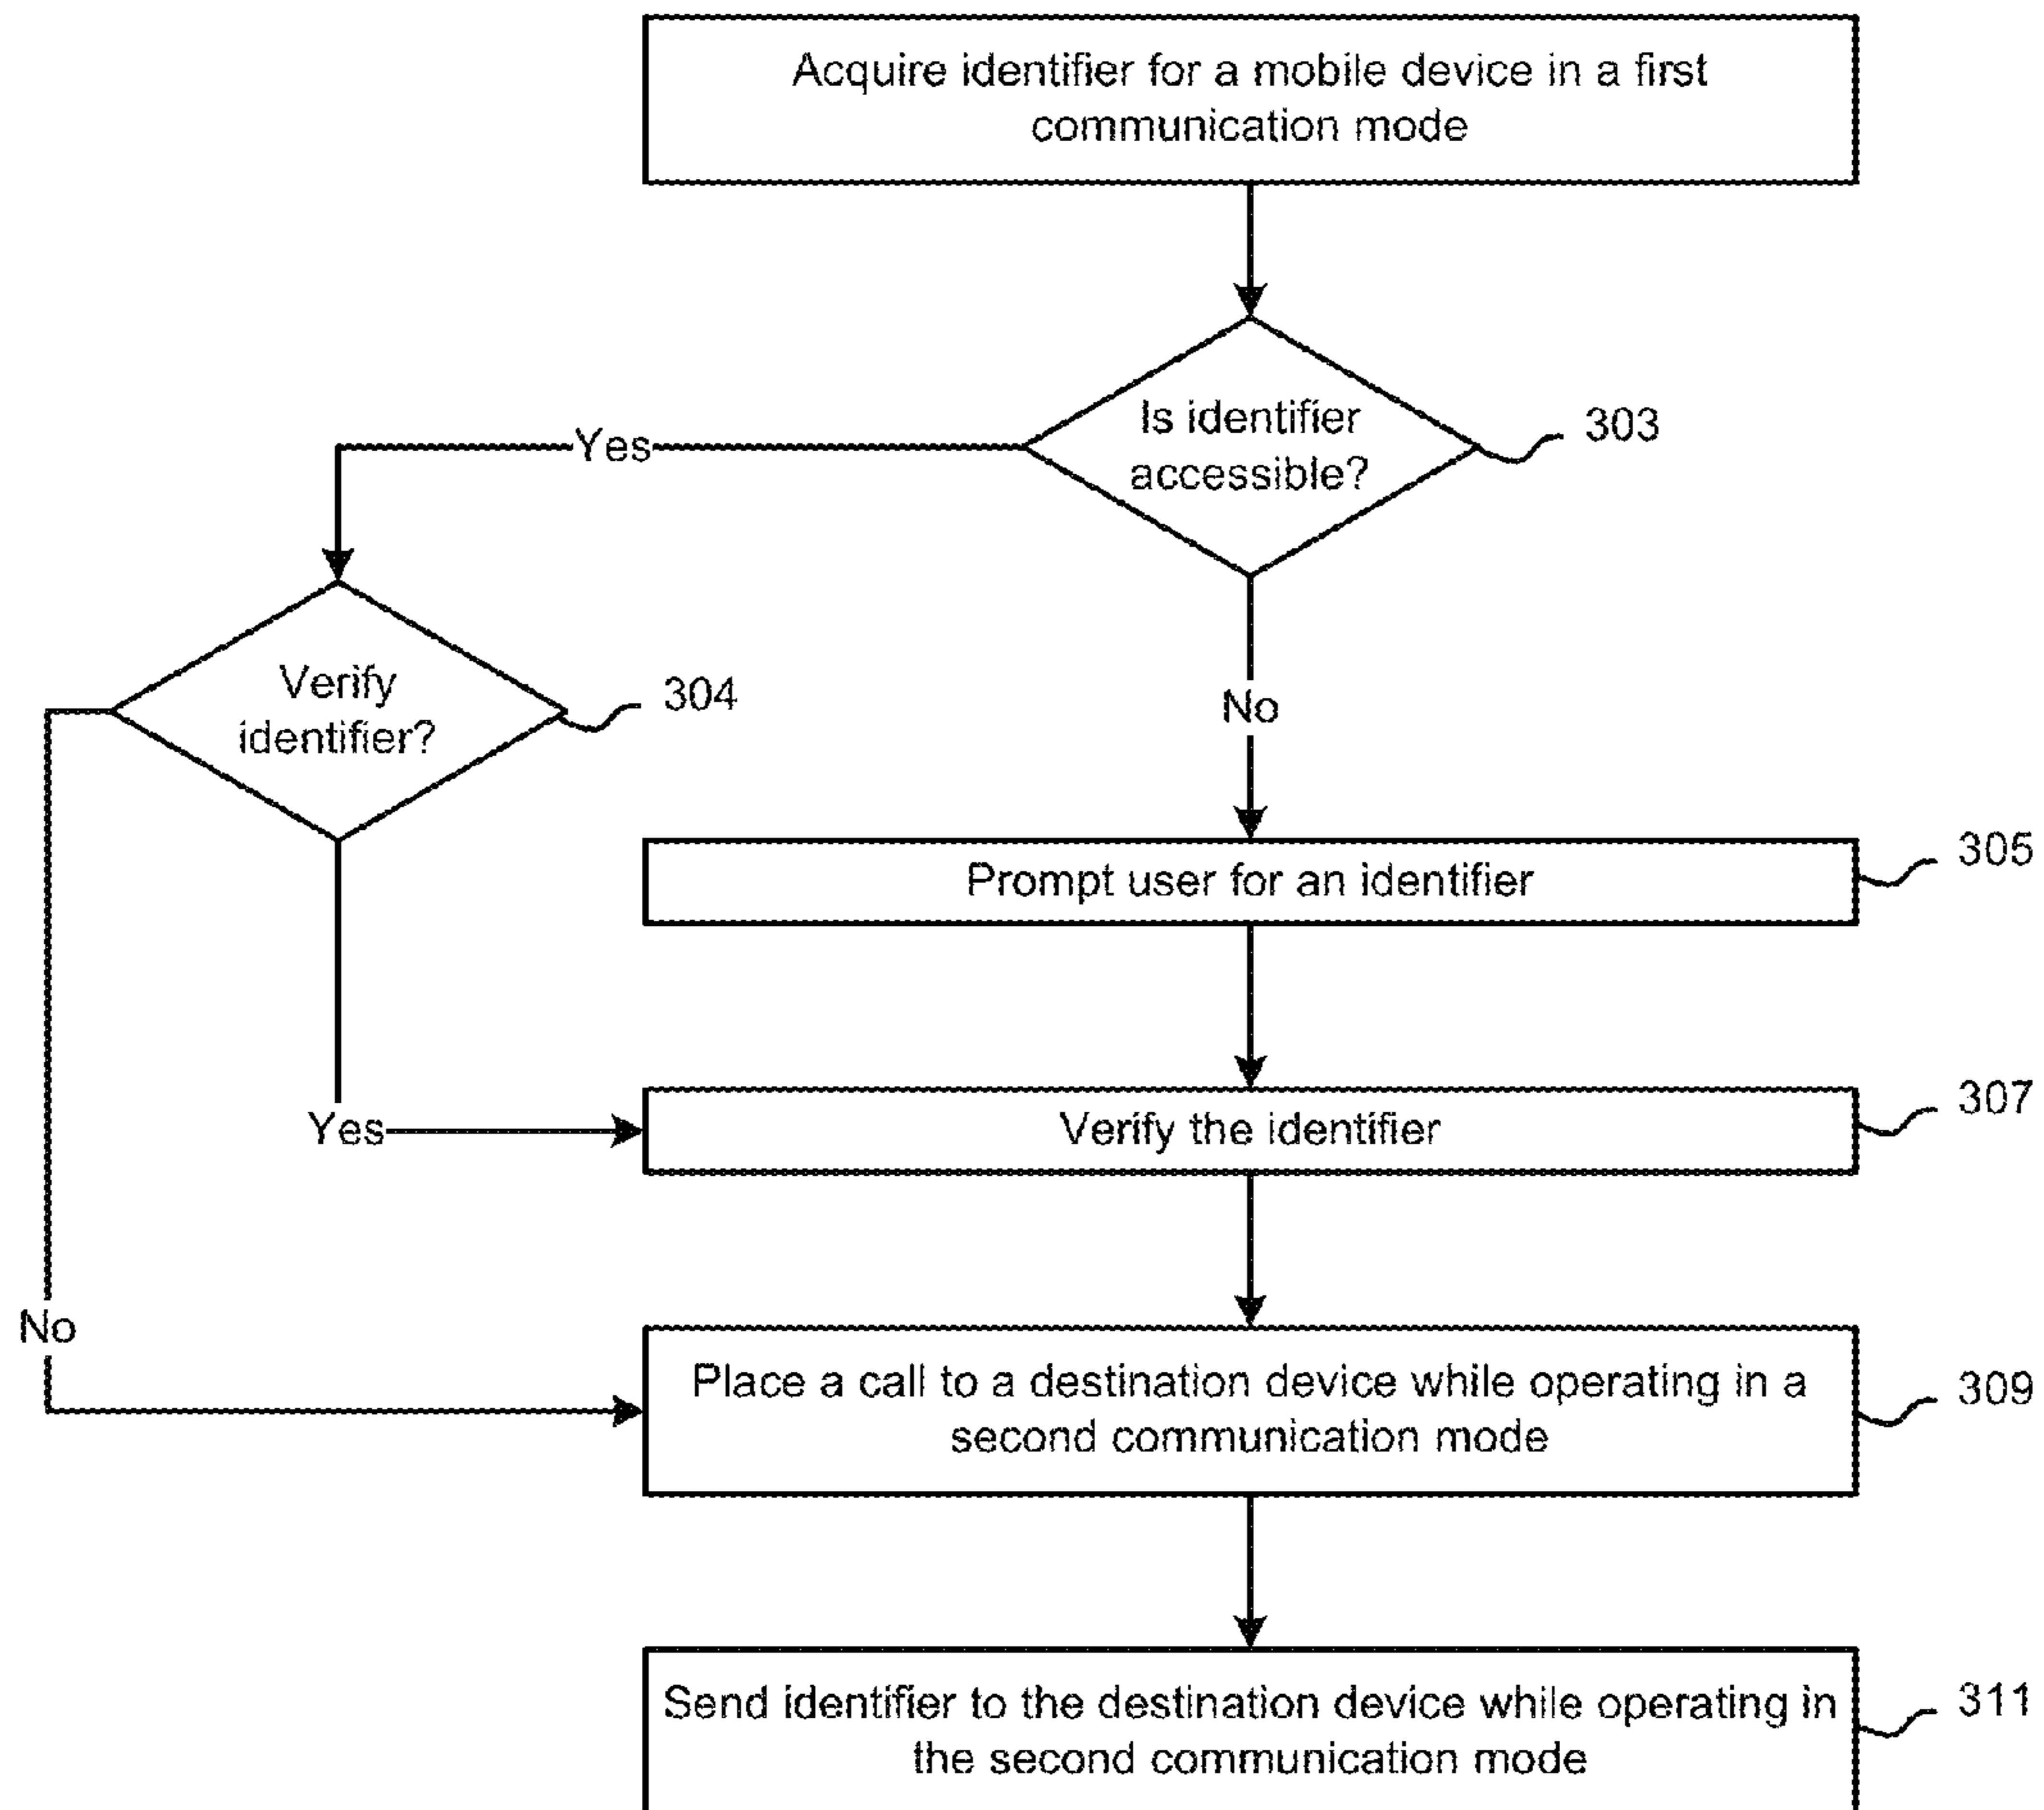 Acquire identifier for a mobile device in a first
communication mode
Is identifier
accessible?
303
Yes
Verify
identifier?
304
No
Prompt user for an identifier
305
Yes
Verify the identifier
307
No
Place a call to a destination device while operating in a
second communication mode
309
Send identifier to the destination device while operating in
the second communication mode
311